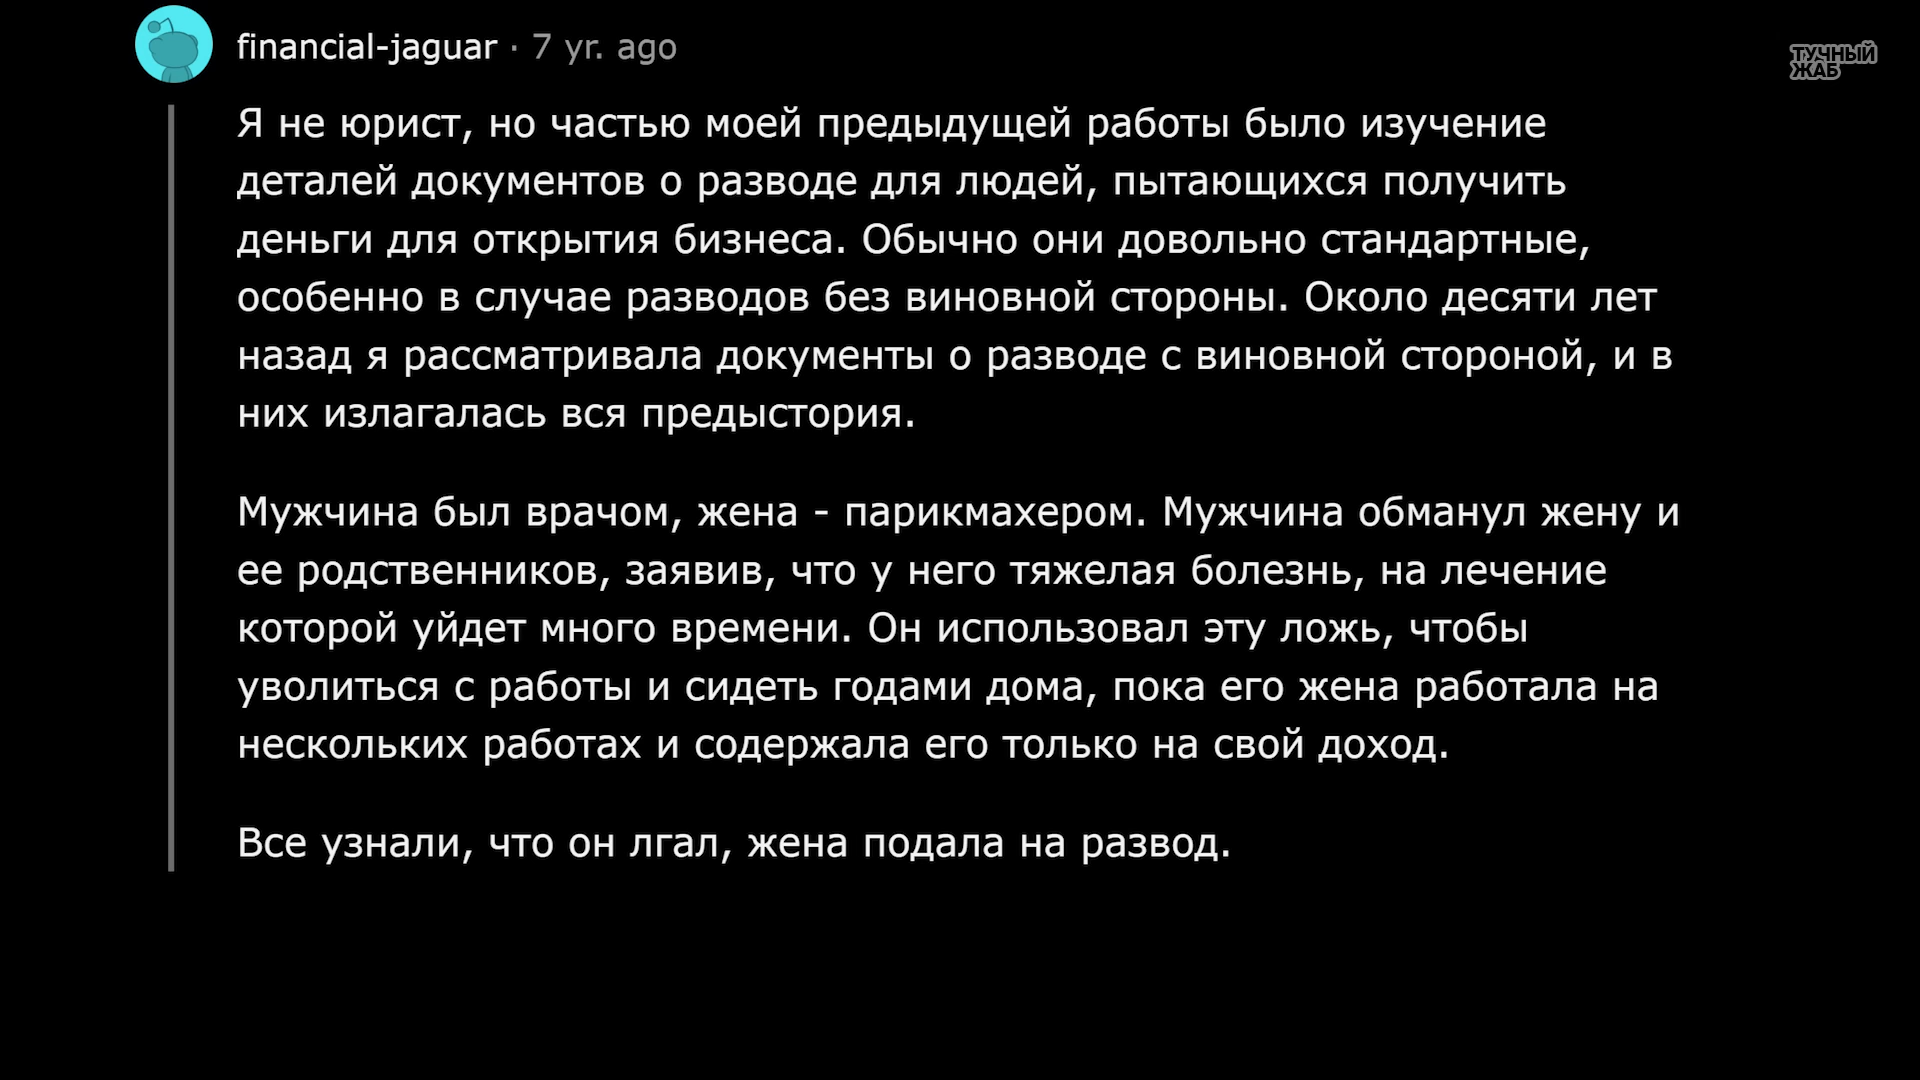 financial-jaguar · 7 yr. ago
ТУЧНЫЙ
ЖАБ
Я не юрист, но частью моей предыдущей работы было изучение
деталей документов о разводе для людей, пытающихся получить
деньги для открытия бизнеса. Обычно они довольно стандартные,
особенно в случае разводов без виновной стороны. Около десяти лет
назад я рассматривала документы о разводе с виновной стороной, и в
них излагалась вся предыстория.
Мужчина был врачом, жена - парикмахером. Мужчина обманул жену и
ее родственников, заявив, что у него тяжелая болезнь, на лечение
которой уйдет много времени. Он использовал эту ложь, чтобы
уволиться с работы и сидеть годами дома, пока его жена работала на
нескольких работах и содержала его только на свой доход.
Все узнали, что он лгал, жена подала на развод.